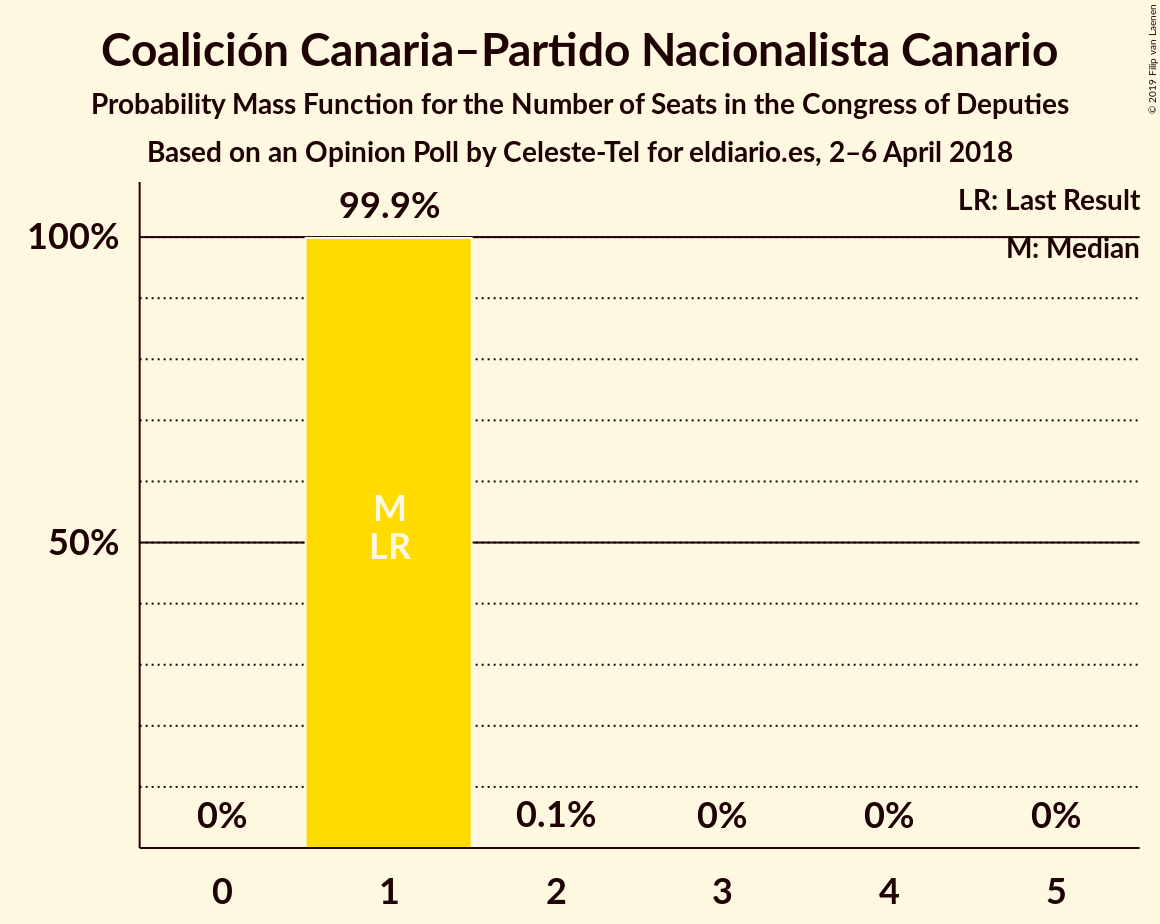 Coalición Canaria–Partido Nacionalista Canario
Probability Mass Function for the Number of Seats in the Congress of Deputies
Based on an Opinion Poll by Celeste-Tel for eldiario.es, 2–6 April 2018
© 2019 Filip van Laenen
LR: Last Result
M: Median
99.9%
100%
50%
M
LR
0%
0.1%
0%
0%
0%
0
1
2
3
4
5